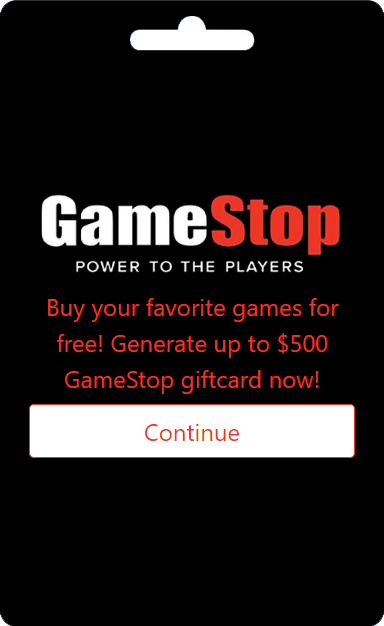 GameStop
POWER TO THE PLAYERS
Buy your favorite games for
free! Generate up to $500
GameStop giftcard now!
Continue